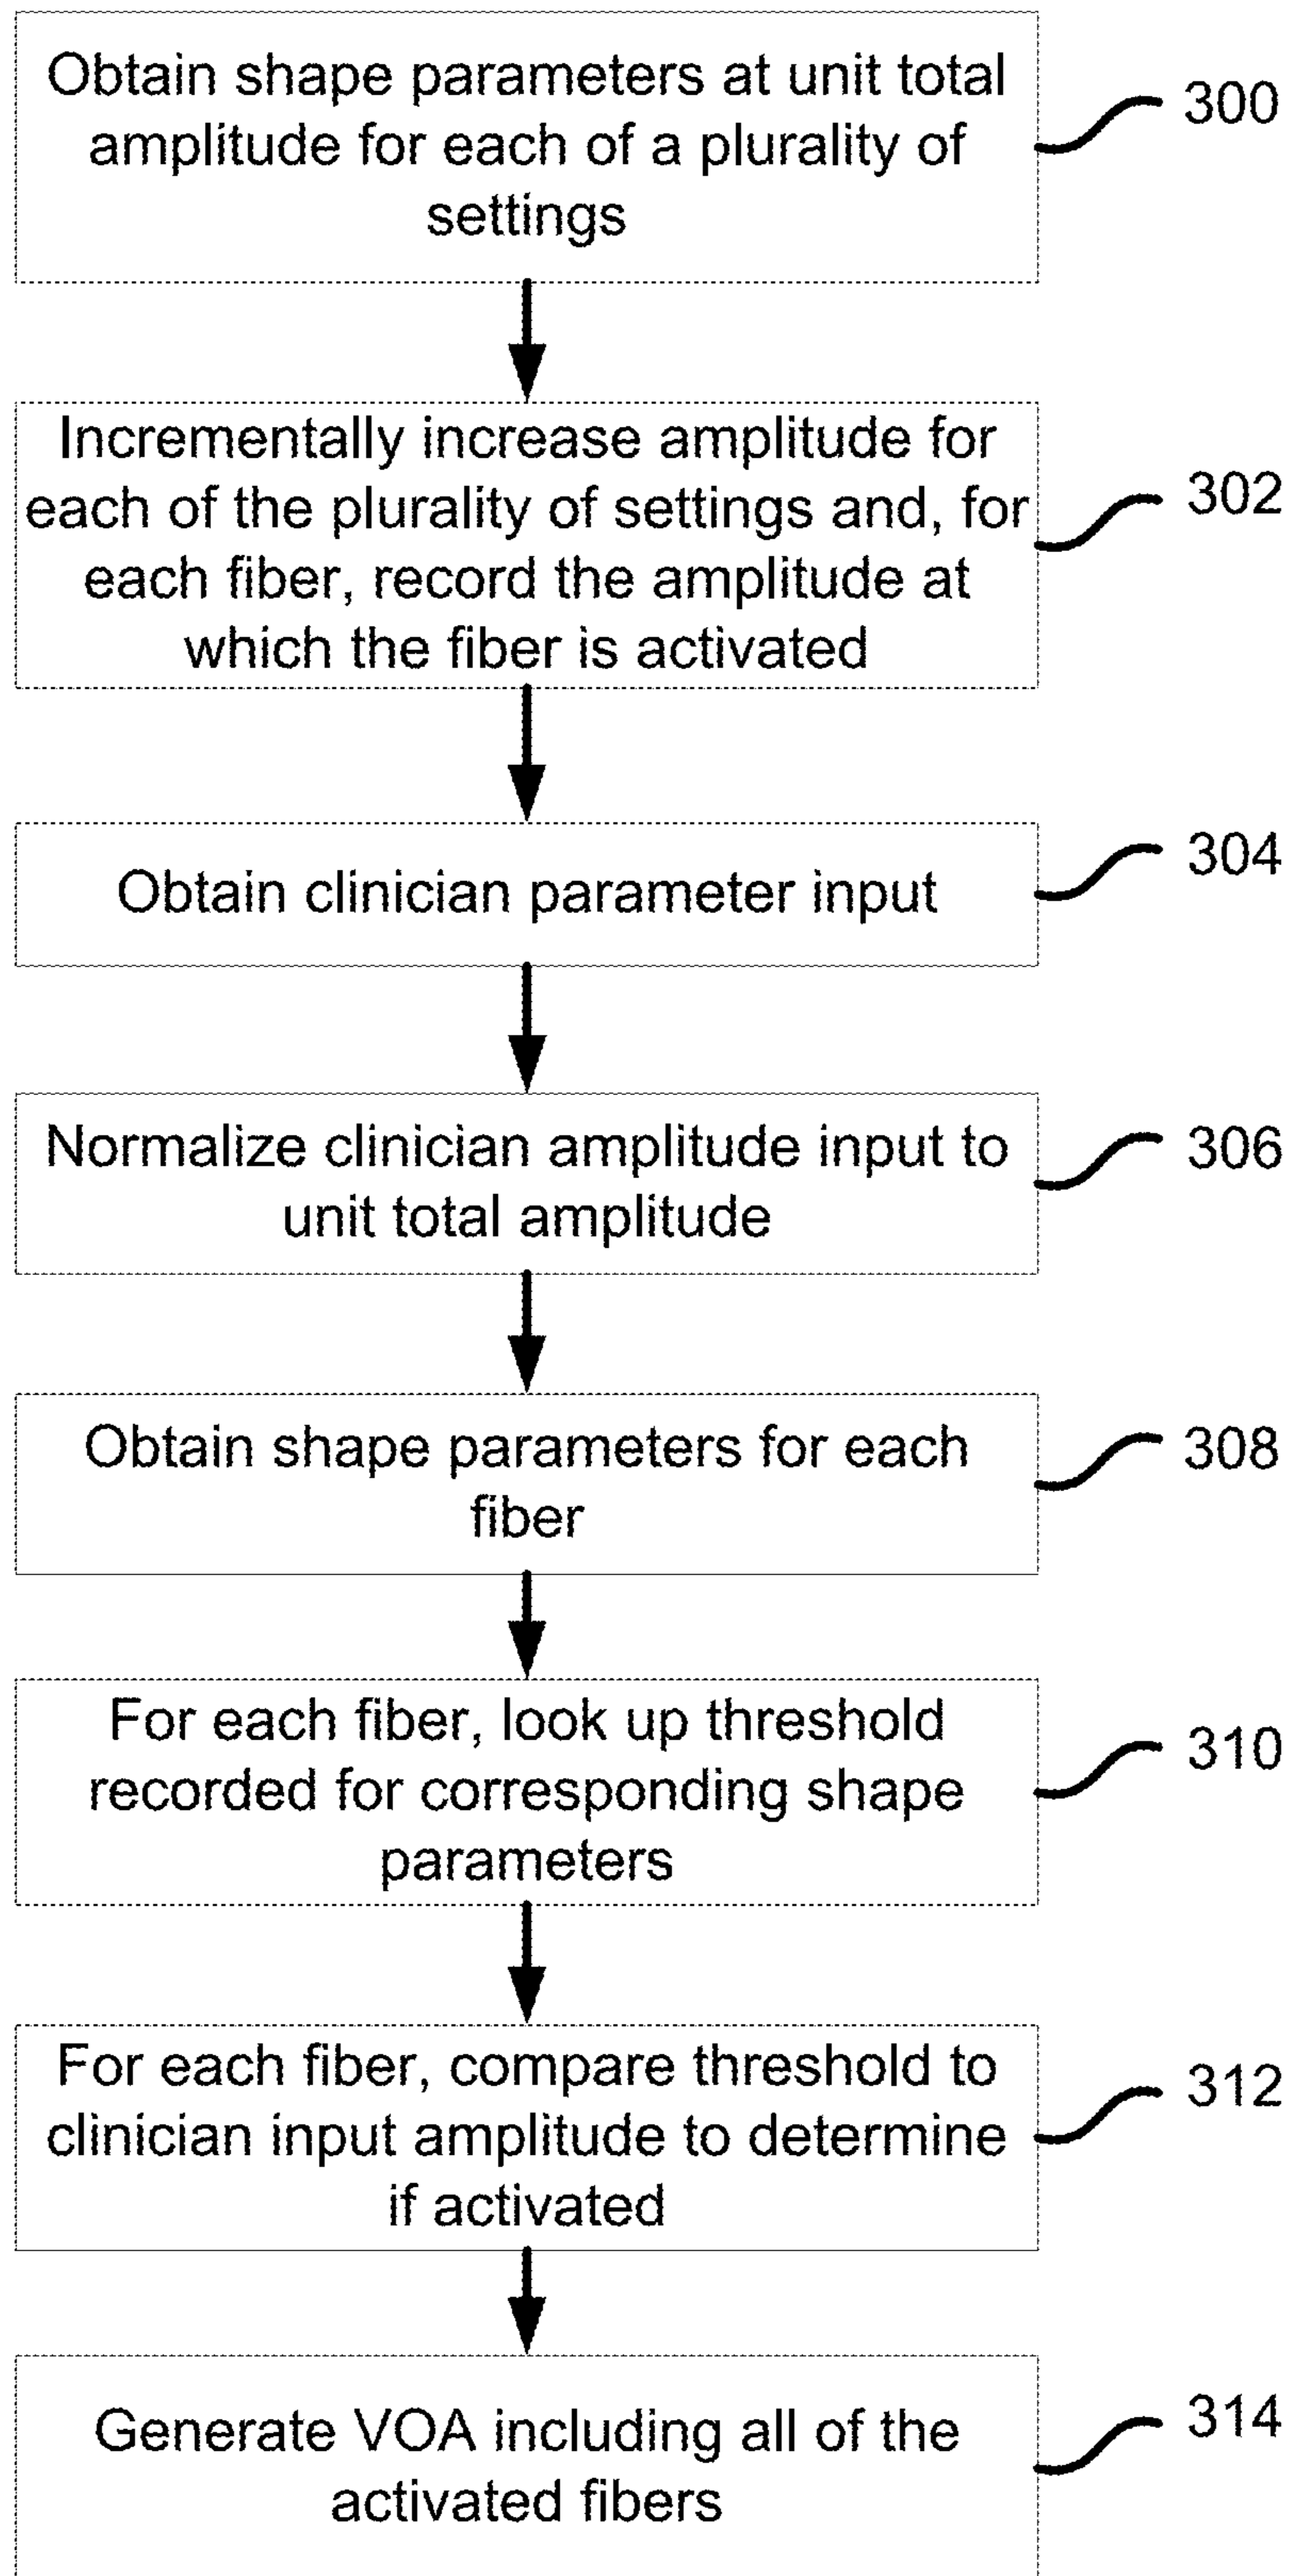 Obtain shape parameters at unit total
amplitude for each of a plurality of
settings
300
Incrementally increase amplitude for
each of the plurality of settings and, for
each fiber, record the amplitude at
which the fiber is activated
302
Obtain clinician parameter input
304
Normalize clinician amplitude input to
unit total amplitude
306
Obtain shape parameters for each
fiber
308
For each fiber, look up threshold
recorded for corresponding shape
parameters
310
For each fiber, compare threshold to
clinician input amplitude to determine
if activated
312
Generate VOA including all of the
activated fibers
314